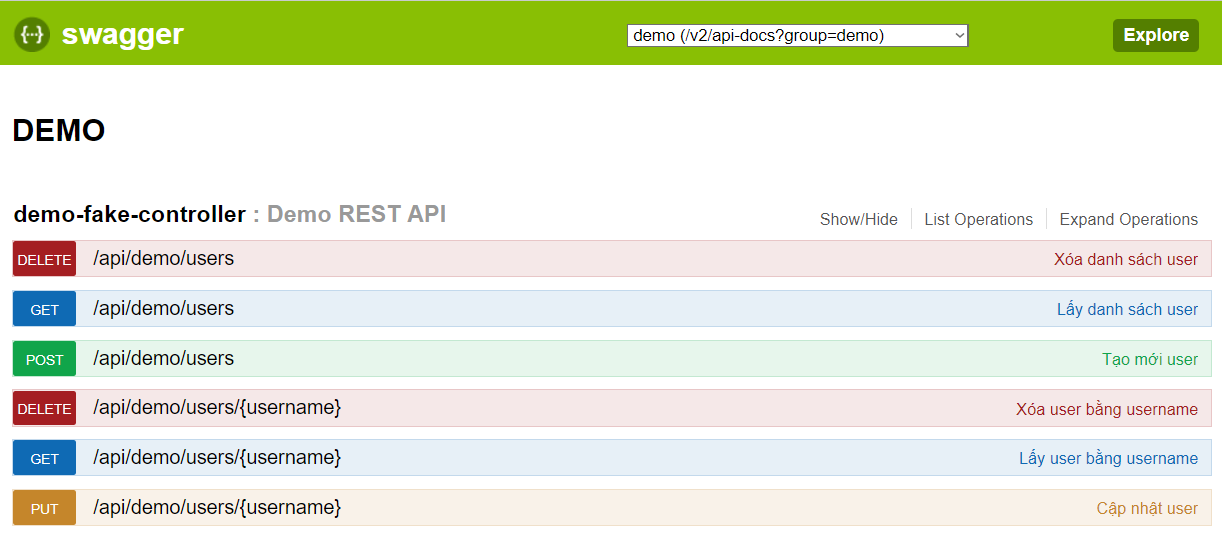 {...} swagger demo (/v2/api-docs?group=demo) Explore
DEMO
demo-fake-controller : Demo REST API Show/Hide List Operations Expand Operations
DELETE /api/demo/users Xóa danh sách user
GET /api/demo/users Lấy danh sách user
POST /api/demo/users Tạo mới user
DELETE /api/demo/users/{username} Xóa user bằng username
GET /api/demo/users/{username} Lấy user bằng username
PUT /api/demo/users/{username} Cập nhật user